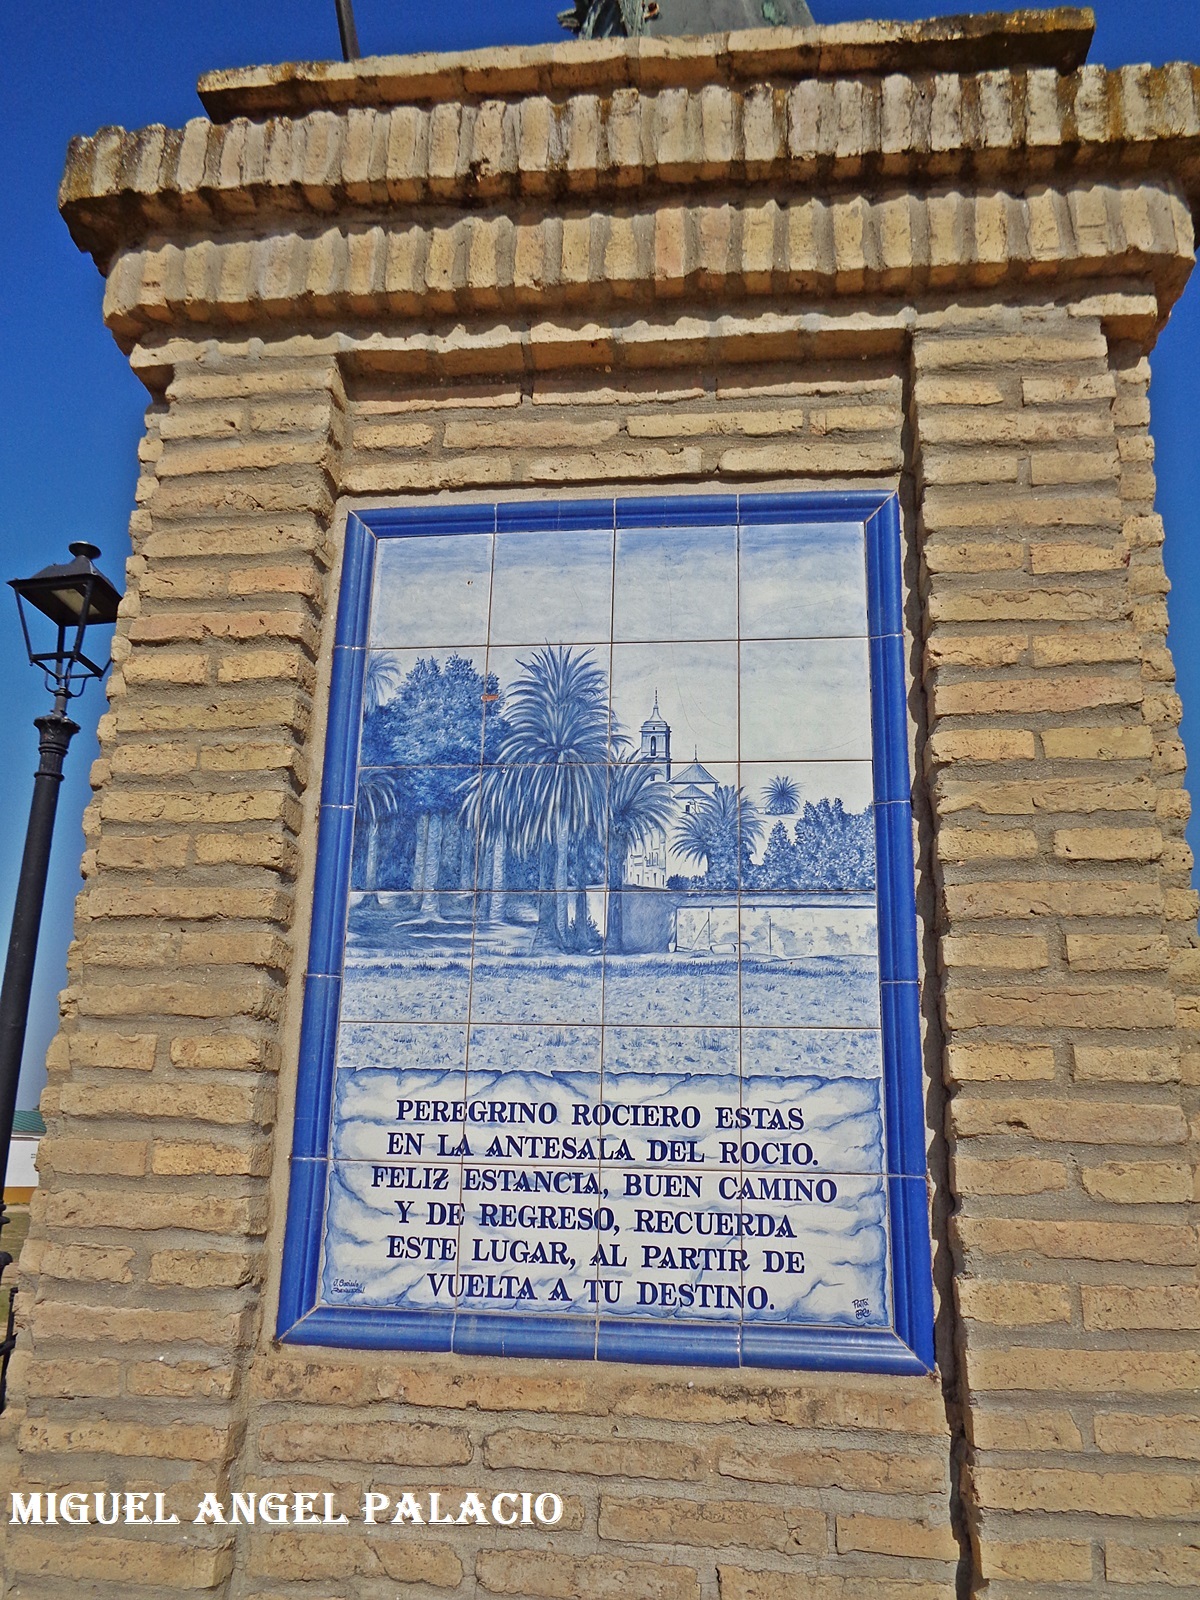 PEREGRINO ROCIERO ESTAS
EN LA ANTESALA DEL ROCIO.
FELIZ ESTANCIA, BUEN CAMINO
Y DE REGRESO, RECUERDA
ESTE LUGAR, AL PARTIR DE
VUELTA A TU DESTINO.
MIGUEL ANGEL PALACIO